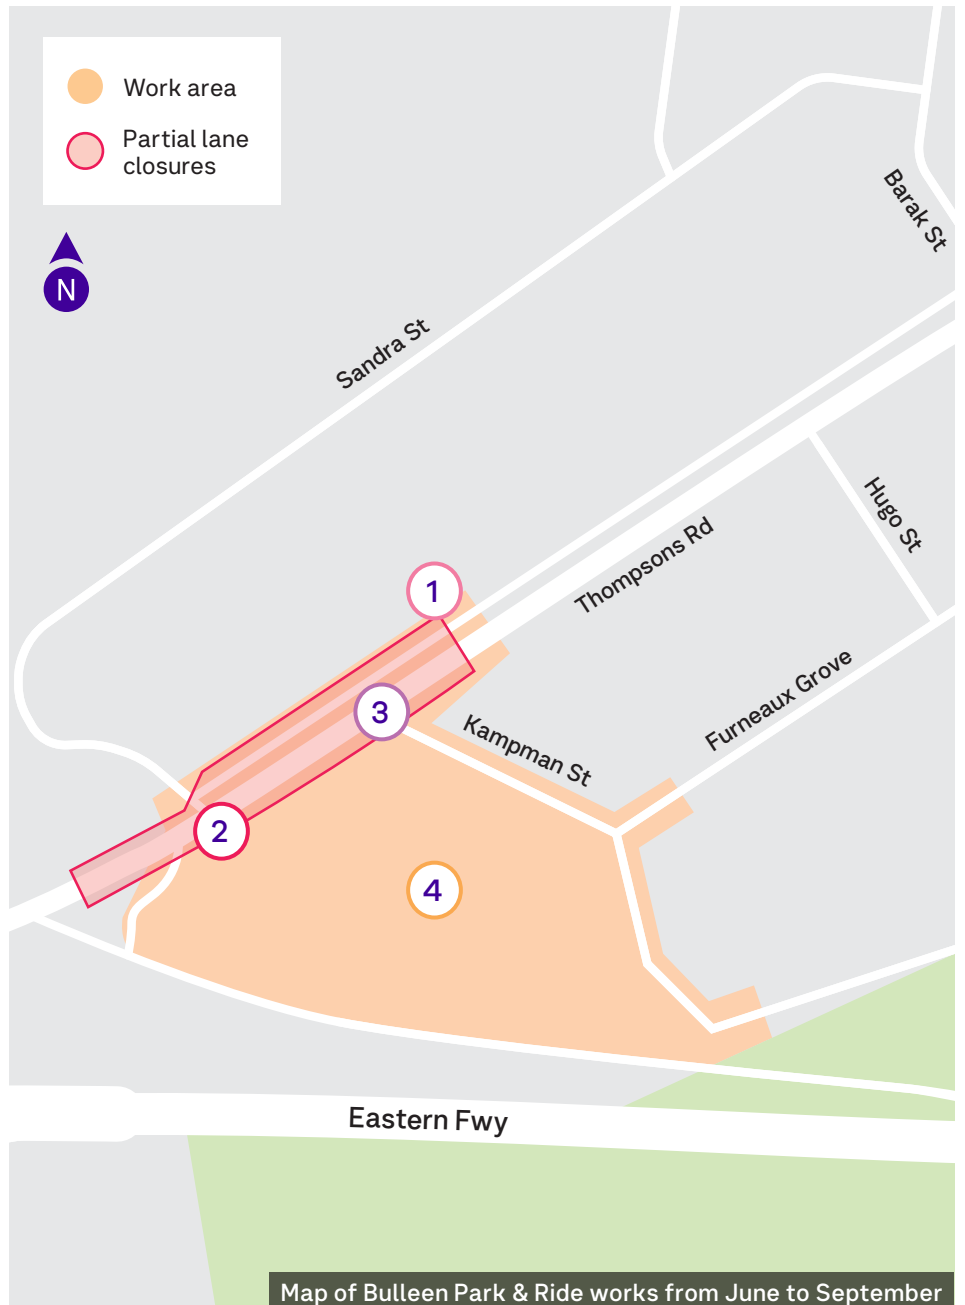 Work area
Partial lane
closures
N
Barak St
Sandra St
Hugo St
Thompsons Rd
1
Furneaux Grove
3
Kampman St
2
4
Eastern Fwy
Map of Bulleen Park & Ride works from June to September